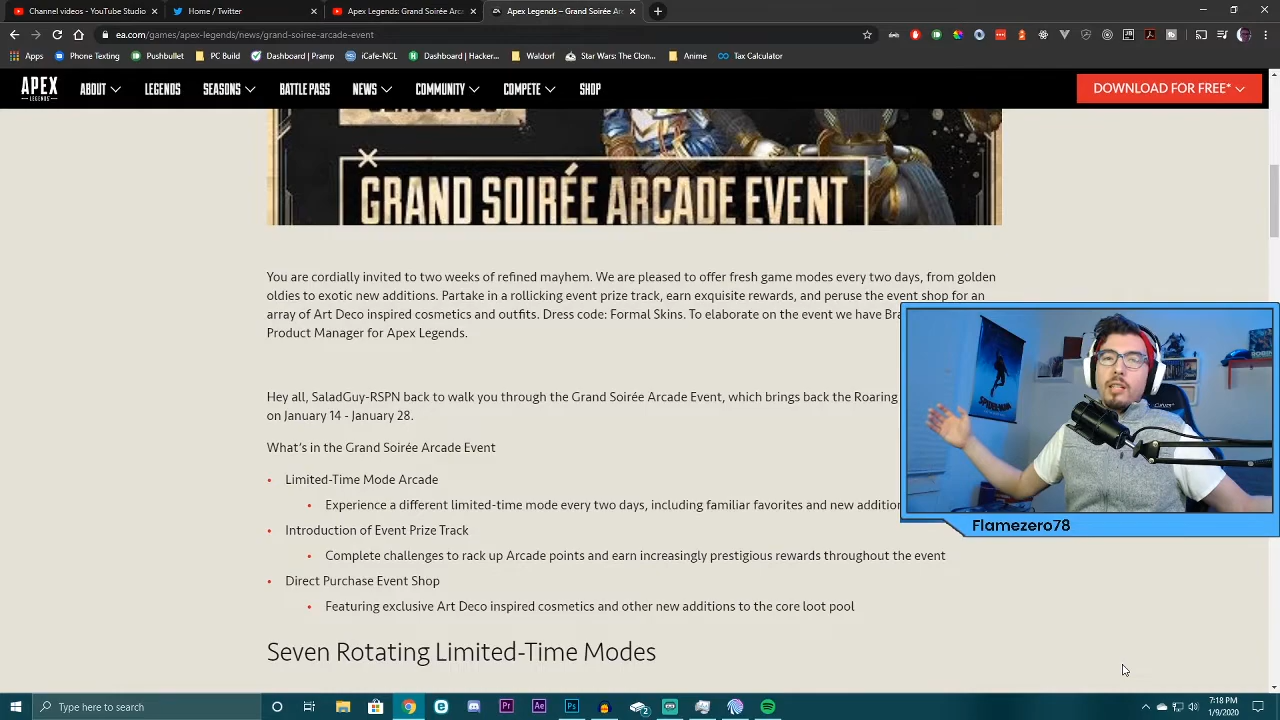 Channel videos - YouTube Studio
Home / Twitter
Apex Legends: Grand Soirée Arc
Apex Legends – Grand Soirée Ar
ea.com/games/apex-legends/news/grand-soiree-arcade-event
Apps
Phone Texting
Pushbullet
PC Build
Dashboard | Pramp
iCafe-NCL
Dashboard | Hacker...
Waldorf
Star Wars: The Clon...
Anime
Tax Calculator
APEX
LEGENDS
ABOUT
LEGENDS
SEASONS
BATTLE PASS
NEWS
COMMUNITY
COMPETE
SHOP
DOWNLOAD FOR FREE*
GRAND SOIRÉE ARCADE EVENT
You are cordially invited to two weeks of refined mayhem. We are pleased to offer fresh game modes every two days, from golden
oldies to exotic new additions. Partake in a rollicking event prize track, earn exquisite rewards, and peruse the event shop for an
array of Art Deco inspired cosmetics and outfits. Dress code: Formal Skins. To elaborate on the event we have Bra
Product Manager for Apex Legends.
Hey all, SaladGuy-RSPN back to walk you through the Grand Soirée Arcade Event, which brings back the Roaring
on January 14 - January 28.
What's in the Grand Soirée Arcade Event
Limited-Time Mode Arcade
Experience a different limited-time mode every two days, including familiar favorites and new addition
Introduction of Event Prize Track
Complete challenges to rack up Arcade points and earn increasingly prestigious rewards throughout the event
Direct Purchase Event Shop
Featuring exclusive Art Deco inspired cosmetics and other new additions to the core loot pool
Seven Rotating Limited-Time Modes
SPIDER-MAN
Flamezero78
Type here to search
7:18 PM
1/9/2020